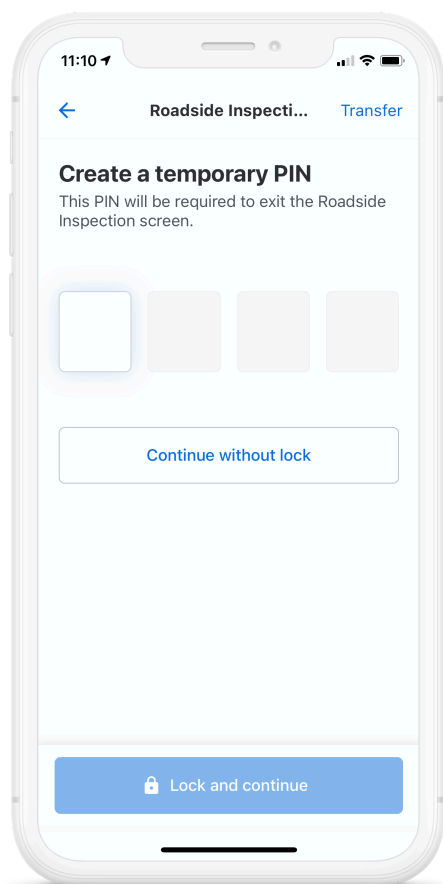 11:10
Roadside Inspecti... Transfer
Create a temporary PIN
This PIN will be required to exit the Roadside
Inspection screen.
Continue without lock
Lock and continue